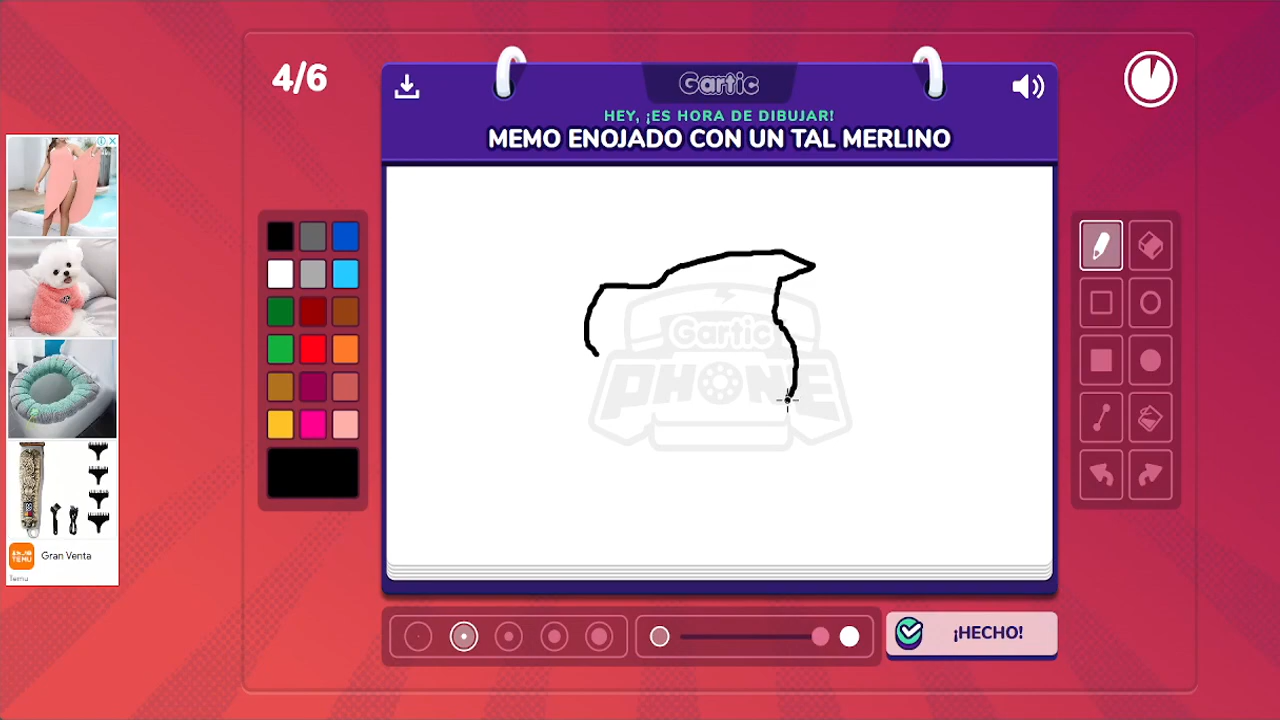 4/6
Gartic
HEY, ¡ES HORA DE DIBUJAR!
MEMO ENOJADO CON UN TAL MERLINO
Gartic
PHONE
TEMU
Gran Venta
Temu
¡HECHO!